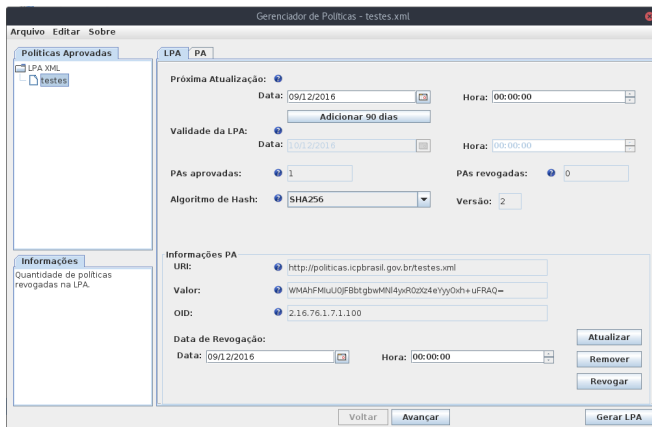 Gerenciador de Políticas - testes.xml
Arquivo Editar Sobre
Políticas Aprovadas
LPA XML
testes
Informações
Quantidade de políticas
revogadas na LPA.
LPA PA
Próxima Atualização:
Data: 09/12/2016 Hora: 00:00:00
Adicionar 90 dias
Validade da LPA:
Data: 10/12/2016 Hora: 00:00:00
PAs aprovadas: 1 PAs revogadas: 0
Algoritmo de Hash: SHA256 Versão: 2
Informações PA
URI: http://politicas.icpbrasil.gov.br/testes.xml
Valor:
OID: 2.16.76.1.7.1.100
Data de Revogação:
Data: 09/12/2016 Hora: 00:00:00
Atualizar
Remover
Revogar
Voltar Avançar Gerar LPA